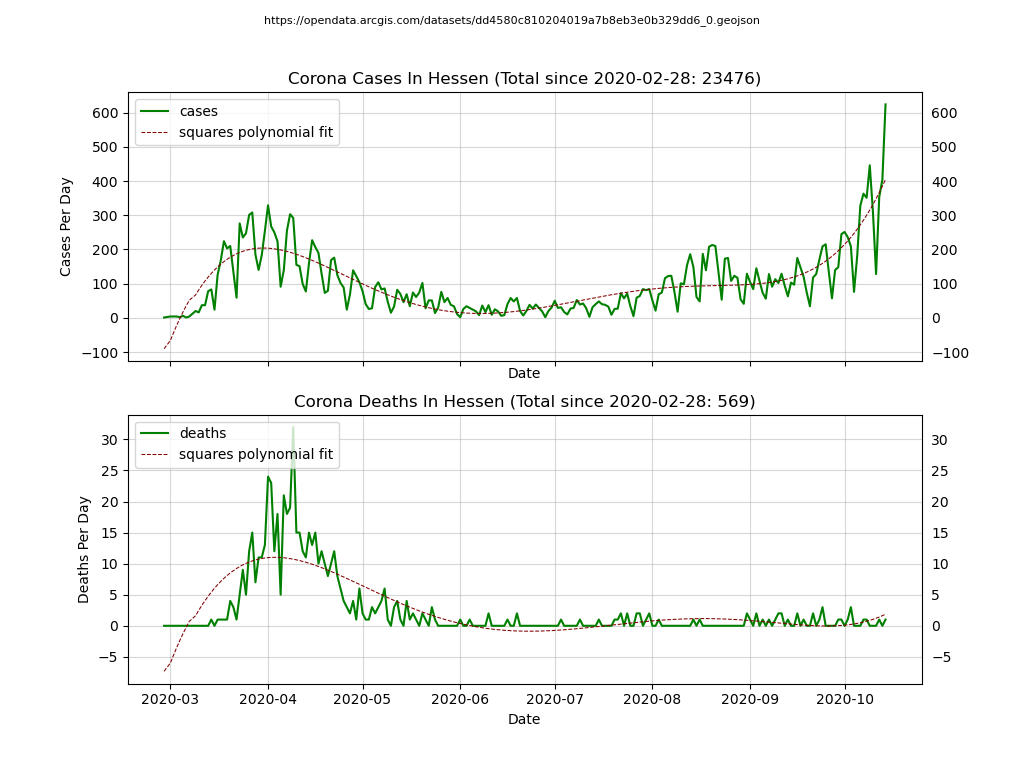 https://opendata.arcgis.com/datasets/dd4580c810204019a7b8eb3e0b329dd6_0.geojson
Corona Cases In Hessen (Total since 2020-02-28: 23476)
cases
squares polynomial fit
Cases Per Day
600 600
500 500
400 400
300 300
200 200
100 100
0 0
−100 −100
Date
Corona Deaths In Hessen (Total since 2020-02-28: 569)
deaths
squares polynomial fit
Deaths Per Day
30 30
25 25
20 20
15 15
10 10
5 5
0 0
−5 −5
2020-03 2020-04 2020-05 2020-06 2020-07 2020-08 2020-09 2020-10
Date